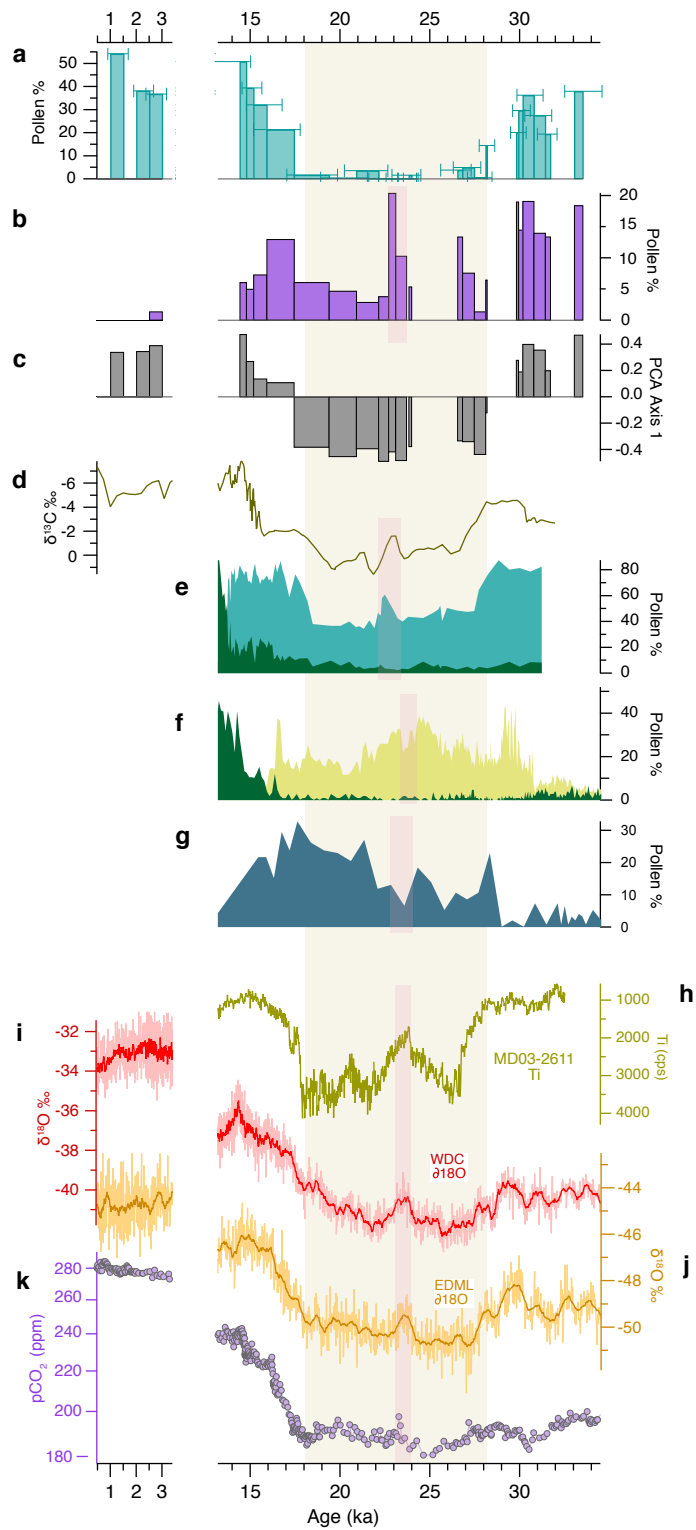 1 2 3 15 20 25 30
a
Pollen %
50
40
30
20
10
0
b
20
15
10
5
0
Pollen %
c
0.4
0.2
0.0
-0.2
-0.4
PCA Axis 1
d
δ13C ‰
-6
-4
-2
0
e
80
60
40
20
0
Pollen %
f
40
20
0
Pollen %
g
30
20
10
0
Pollen %
h
1000
2000
3000
4000
Ti (cps)
MD03-2611
Ti
i
-32
-34
-36
-38
-40
δ18O ‰
WDC
∂18O
-44
-46
-48
-50
δ18O ‰
j
EDML
∂18O
k
280
260
240
220
200
180
pCO2 (ppm)
1 2 3 15 20 25 30
Age (ka)